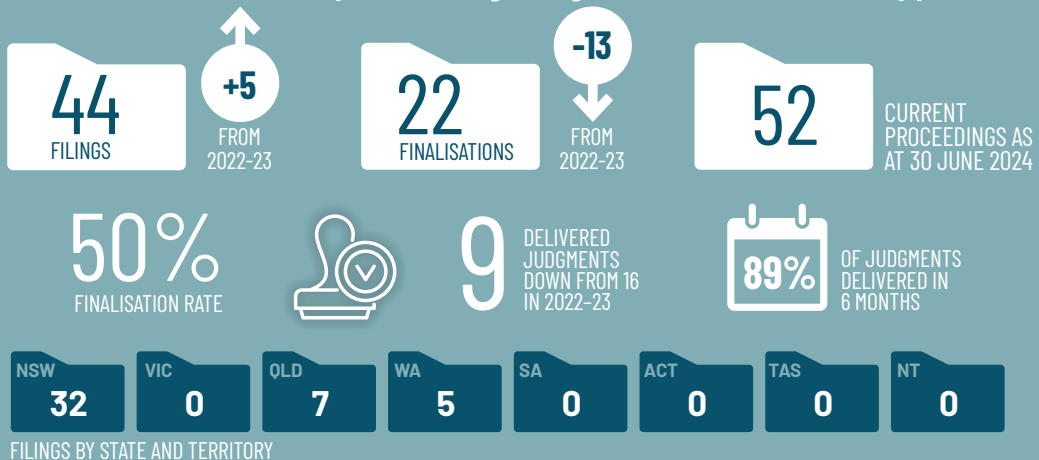 44
FILINGS
+5
FROM
2022-23
22
FINALISATIONS
-13
FROM
2022-23
52
CURRENT
PROCEEDINGS AS
AT 30 JUNE 2024
50%
FINALISATION RATE
9
DELIVERED
JUDGMENTS
DOWN FROM 16
IN 2022–23
89%
OF JUDGMENTS
DELIVERED IN
6 MONTHS
NSW
32
VIC
0
QLD
7
WA
5
SA
0
ACT
0
TAS
0
NT
0
FILINGS BY STATE AND TERRITORY